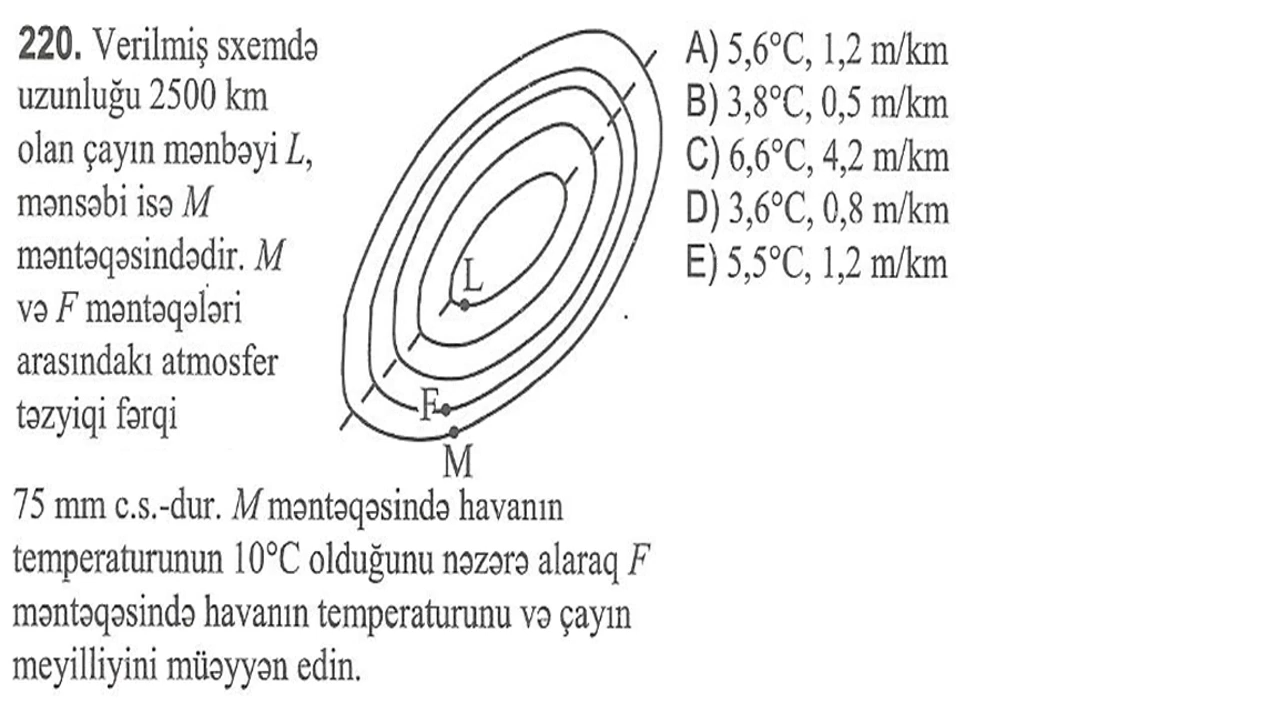 220. Verilmiş sxemdə
uzunluğu 2500 km
olan çayın mənbəyi L,
mənsəbi isə M
məntəqəsindədir. M
və F məntəqələri
arasındakı atmosfer
təzyiqi fərqi
75 mm c.s.-dur. M məntəqəsində havanın
temperaturunun 10°C olduğunu nəzərə alaraq F
məntəqəsində havanın temperaturunu və çayın
meyilliyini müəyyən edin.
L
F
M
A) 5,6°C, 1,2 m/km
B) 3,8°C, 0,5 m/km
C) 6,6°C, 4,2 m/km
D) 3,6°C, 0,8 m/km
E) 5,5°C, 1,2 m/km